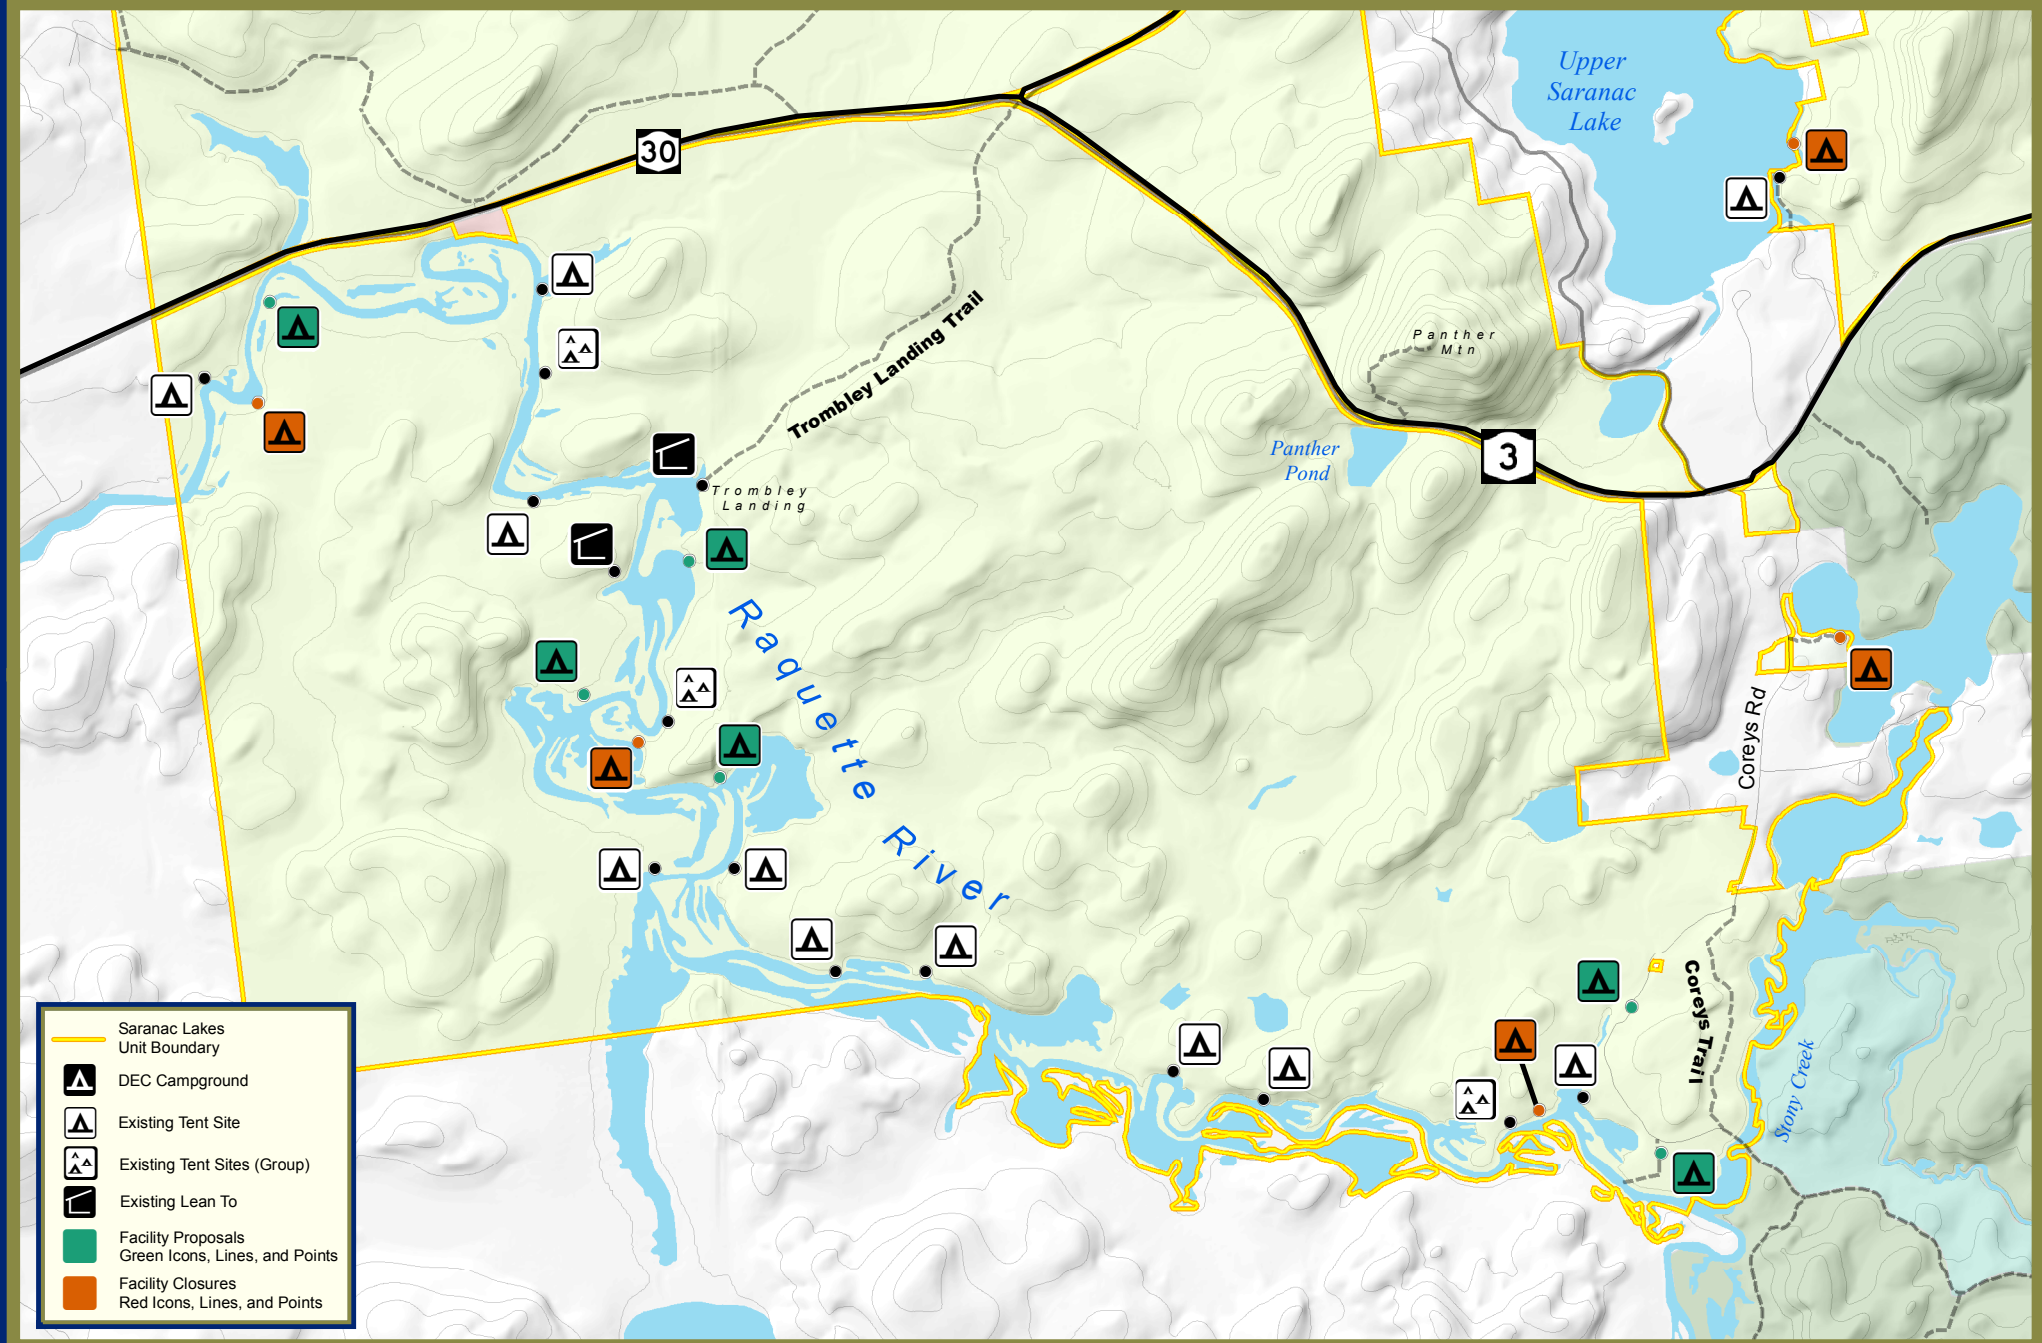 Upper
Saranac
Lake
30
Trombley Landing Trail
Panther
Mtn
Panther
Pond
3
Trombley
Landing
Raquette
River
Coreys Rd
Coreys Trail
Stony Creek
Saranac Lakes
Unit Boundary
DEC Campground
Existing Tent Site
Existing Tent Sites (Group)
Existing Lean To
Facility Proposals
Green Icons, Lines, and Points
Facility Closures
Red Icons, Lines, and Points